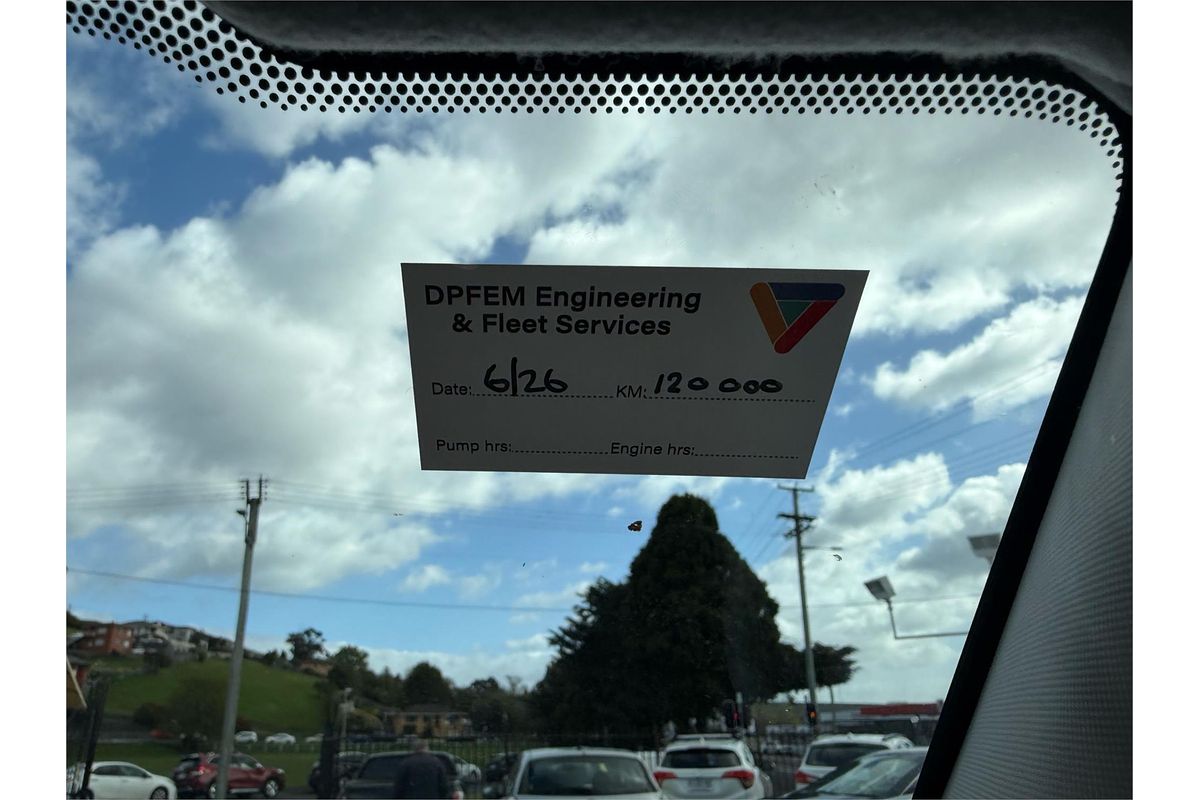 DPFEM Engineering
& Fleet Services
Date: 6/26 KM: 120 000
Pump hrs: Engine hrs: